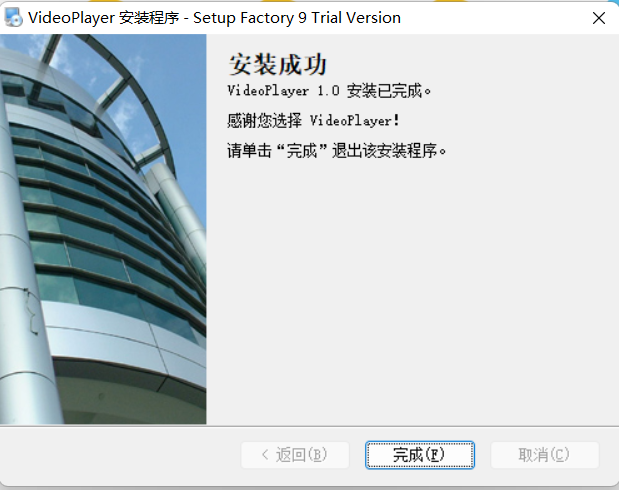 VideoPlayer 安装程序 - Setup Factory 9 Trial Version
安装成功
VideoPlayer 1.0 安装已完成。
感谢您选择 VideoPlayer!
请单击“完成”退出该安装程序。
< 返回(B)
完成(F)
取消(C)